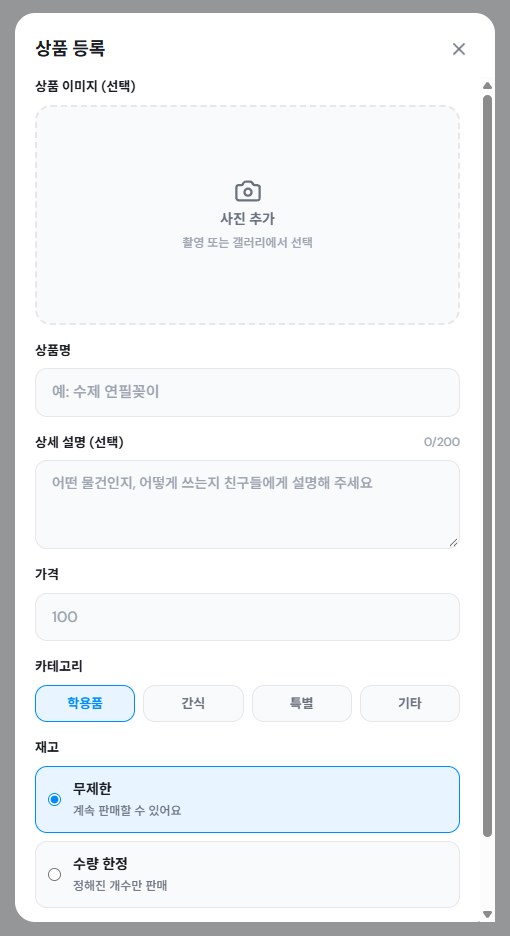 상품 등록
상품 이미지 (선택)
사진 추가
촬영 또는 갤러리에서 선택
상품명
예: 수제 연필꽂이
상세 설명 (선택) 0/200
어떤 물건인지, 어떻게 쓰는지 친구들에게 설명해 주세요
가격
100
카테고리
학용품 간식 특별 기타
재고
무제한
계속 판매할 수 있어요
수량 한정
정해진 개수만 판매